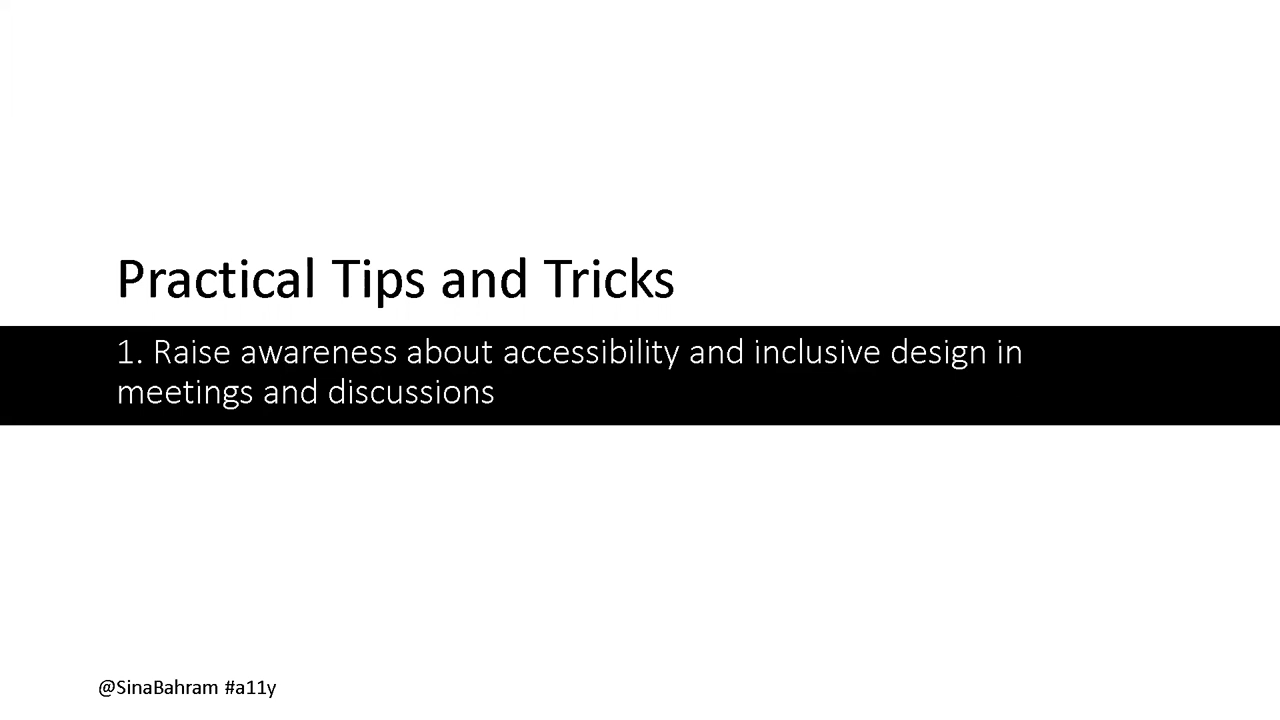 Practical Tips and Tricks
1. Raise awareness about accessibility and inclusive design in
meetings and discussions
@SinaBahram #a11y